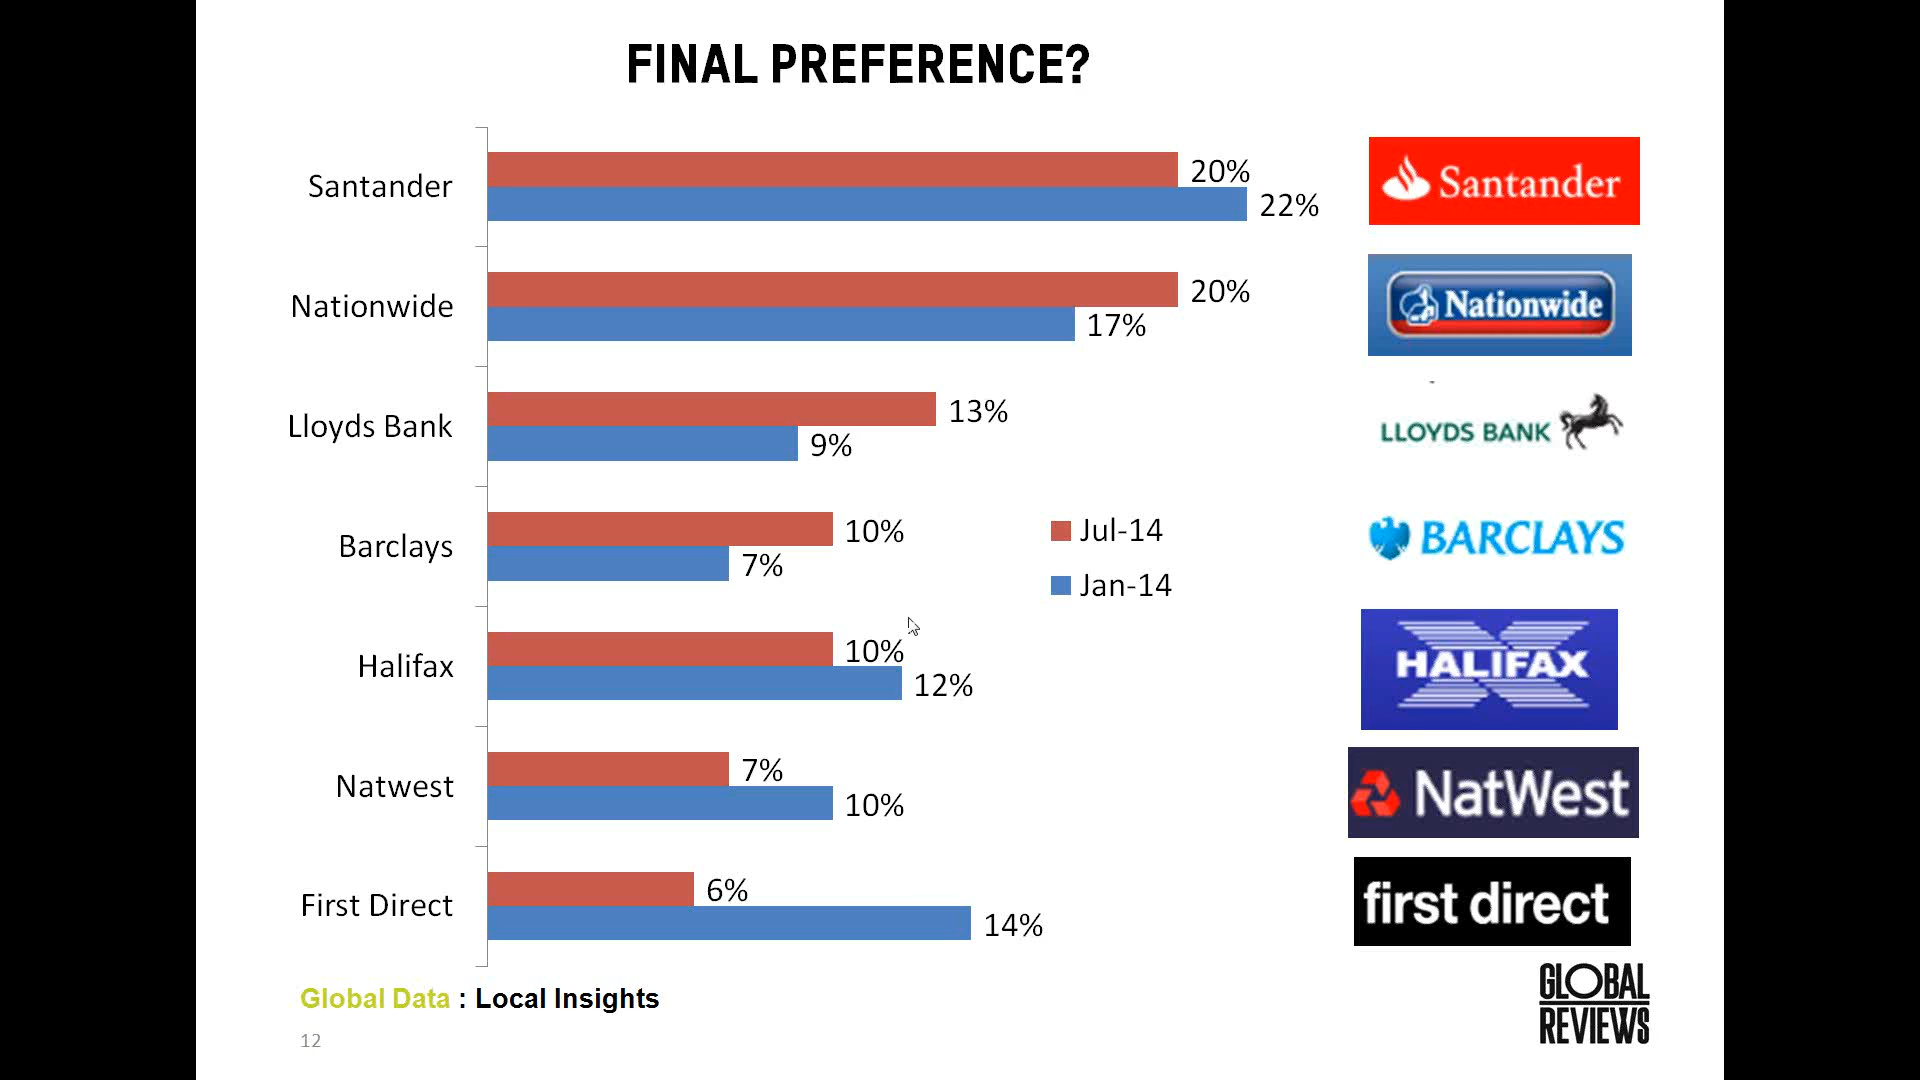 FINAL PREFERENCE?
Santander
20%
22%
Santander
Nationwide
20%
17%
Nationwide
Lloyds Bank
13%
9%
LLOYDS BANK
Barclays
10%
7%
Jul-14
Jan-14
BARCLAYS
Halifax
10%
12%
HALIFAX
Natwest
7%
10%
NatWest
First Direct
6%
14%
first direct
Global Data : Local Insights
12
GLOBAL
REVIEWS